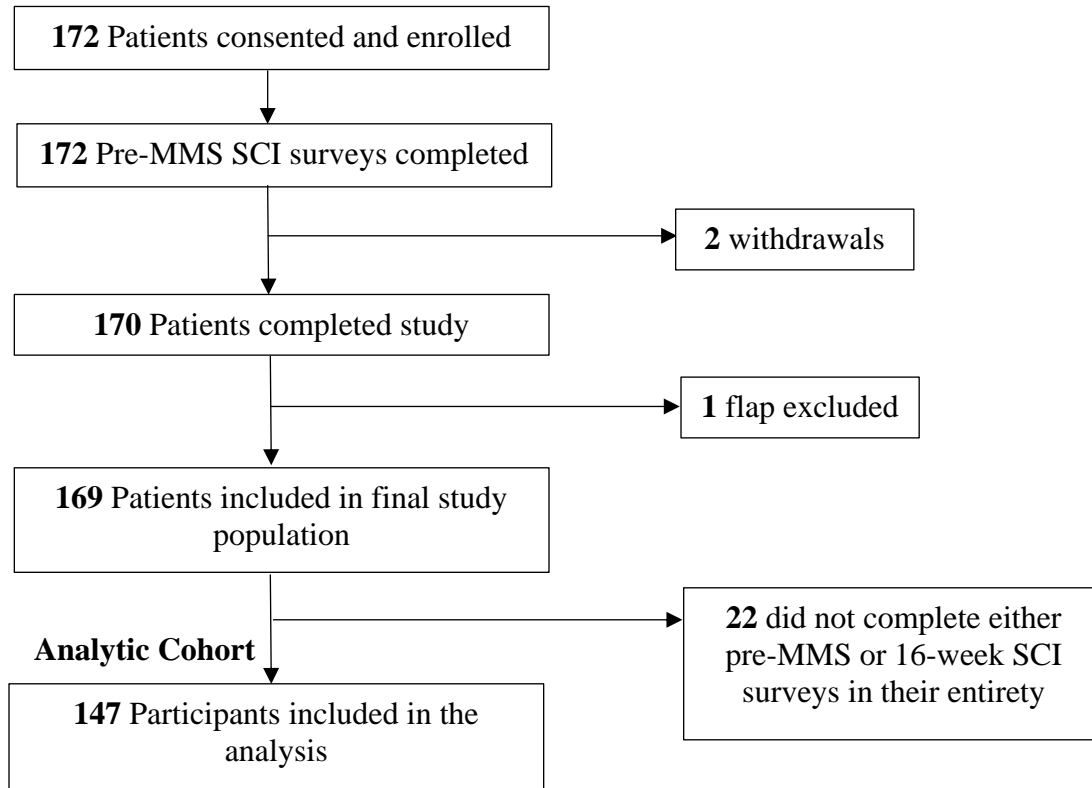 172 Patients consented and enrolled
172 Pre-MMS SCI surveys completed
2 withdrawals
170 Patients completed study
1 flap excluded
169 Patients included in final study
population
22 did not complete either
pre-MMS or 16-week SCI
surveys in their entirety
Analytic Cohort
147 Participants included in the
analysis